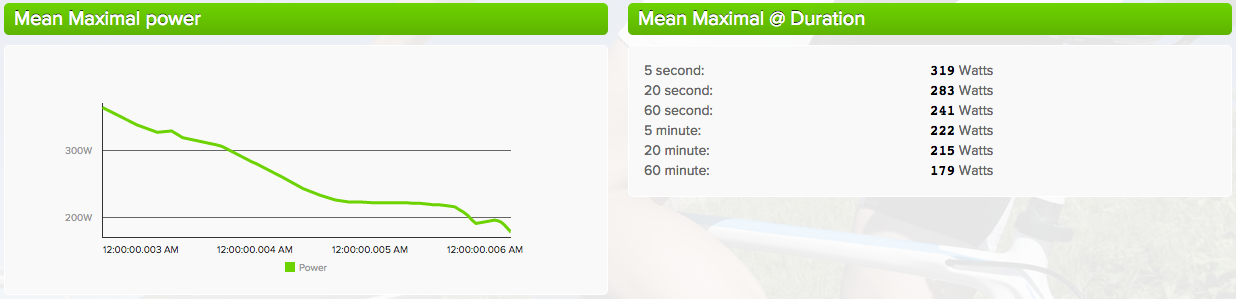 Mean Maximal power
300W
200W
12:00:00.003 AM 12:00:00.004 AM 12:00:00.005 AM 12:00:00.006 AM
Power
Mean Maximal @ Duration
5 second: 319 Watts
20 second: 283 Watts
60 second: 241 Watts
5 minute: 222 Watts
20 minute: 215 Watts
60 minute: 179 Watts